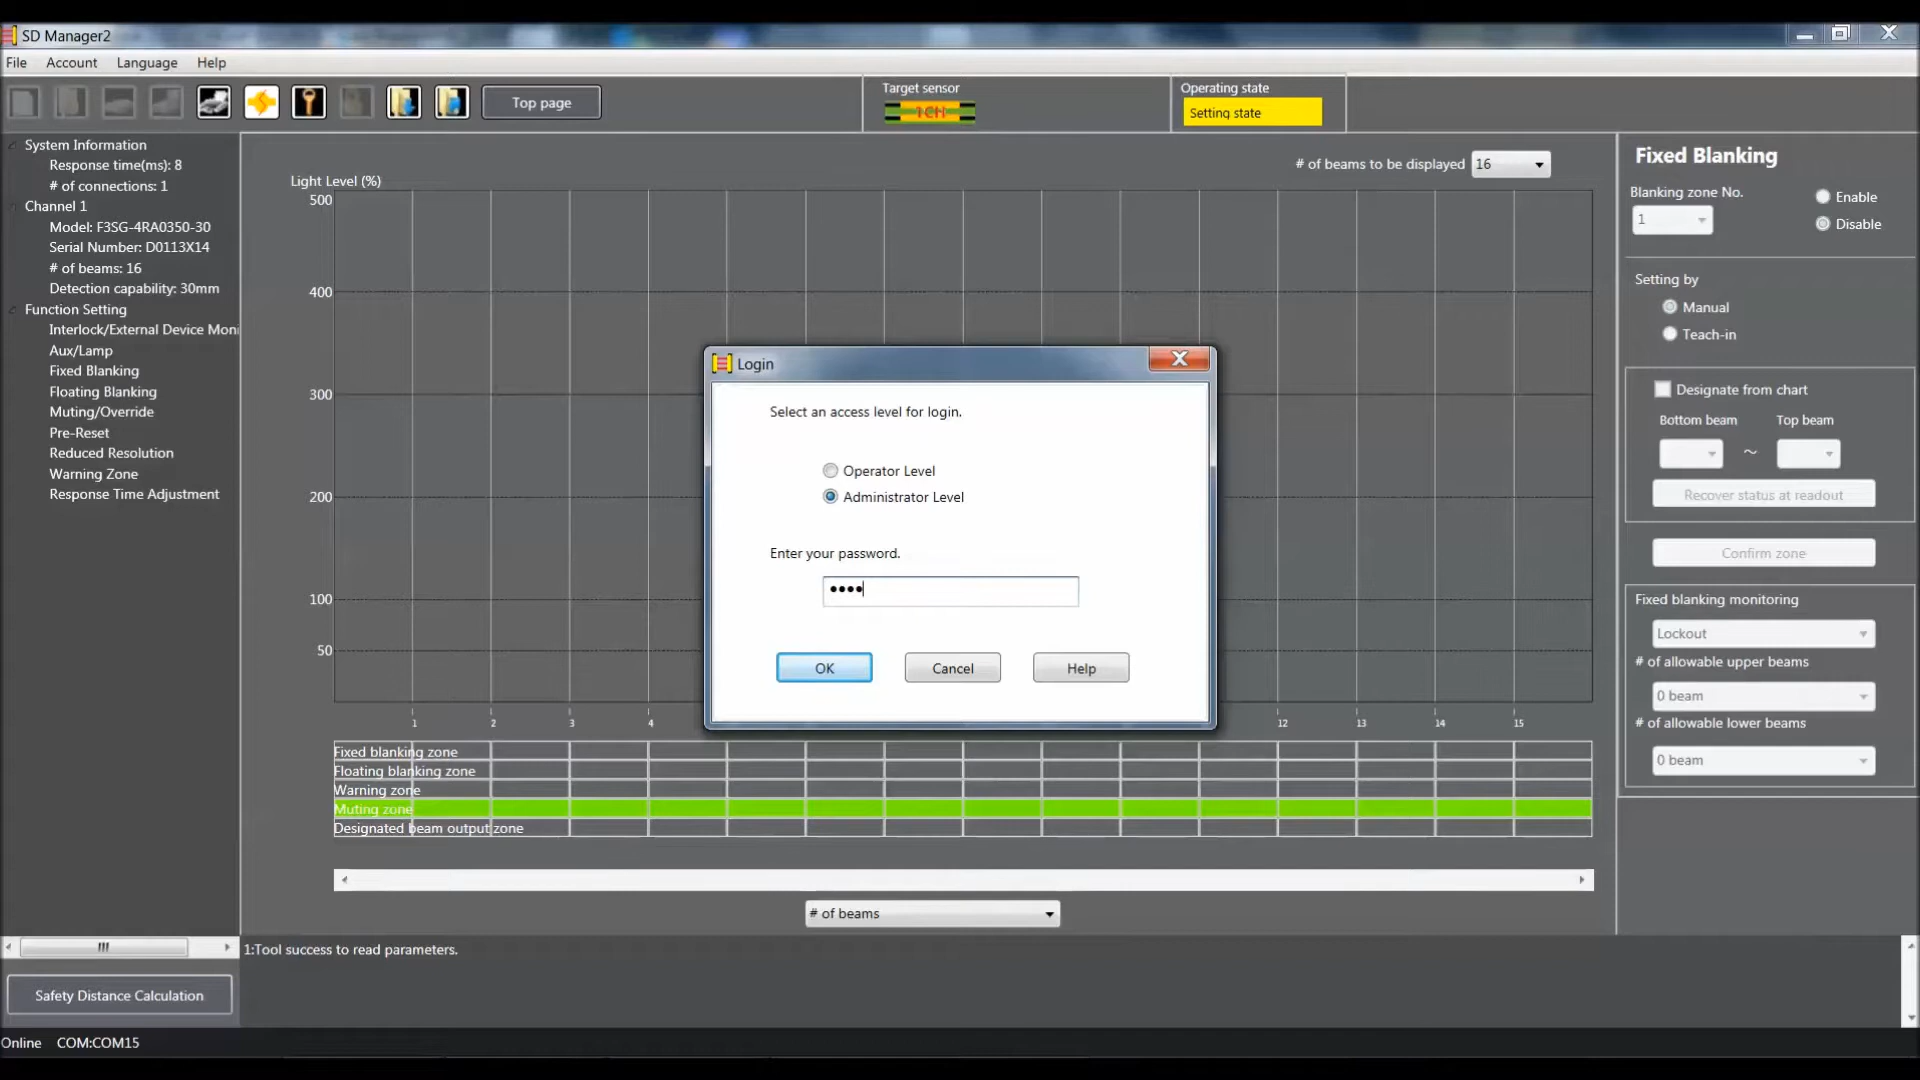 SD Manager2
File Account Language Help
Top page
Target sensor
1CH
Operating state
Setting state
System Information
Response time(ms): 8
# of connections: 1
Channel 1
Model: F3SG-4RA0350-30
Serial Number: D0113X14
# of beams: 16
Detection capability: 30mm
Function Setting
Interlock/External Device Moni
Aux/Lamp
Fixed Blanking
Floating Blanking
Muting/Override
Pre-Reset
Reduced Resolution
Warning Zone
Response Time Adjustment
# of beams to be displayed 16
Light Level (%)
500
400
300
200
100
50
1 2 3 4 12 13 14 15
Fixed blanking zone
Floating blanking zone
Warning zone
Muting zone
Designated beam output zone
# of beams
Login
Select an access level for login.
Operator Level
Administrator Level
Enter your password.
••••
OK Cancel Help
Fixed Blanking
Blanking zone No.
1
Enable
Disable
Setting by
Manual
Teach-in
Designate from chart
Bottom beam Top beam
~
Recover status at readout
Confirm zone
Fixed blanking monitoring
Lockout
# of allowable upper beams
0 beam
# of allowable lower beams
0 beam
1:Tool success to read parameters.
Safety Distance Calculation
Online COM:COM15